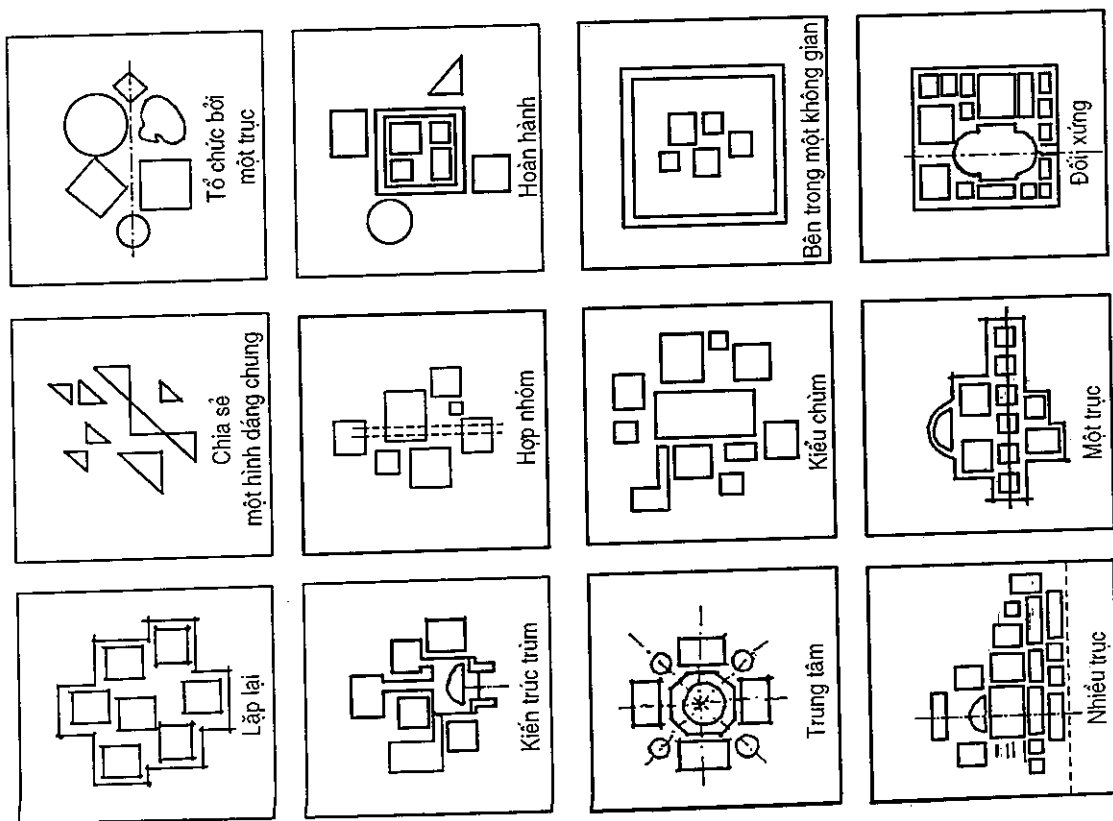 Lặp lại
Chia sẻ
một hình dáng chung
Tổ chức bởi
một trục
Kiến trúc trùm
Hợp nhóm
Hoàn hành
Trung tâm
Kiểu chùm
Bên trong một không gian
Nhiều trục
Một trục
Đối xứng